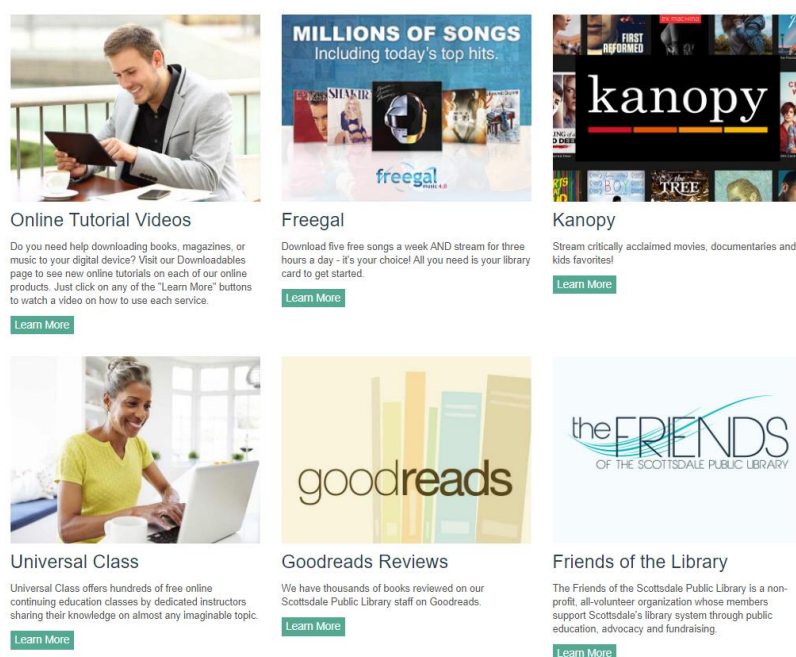 MILLIONS OF SONGS
Including today's top hits.
SHAKIR
freegal
music 4.0
ex machina
FIRST
REFORMED
kanopy
BOY
THE
TREE
Online Tutorial Videos
Do you need help downloading books, magazines, or
music to your digital device? Visit our Downloadables
page to see new online tutorials on each of our online
products. Just click on any of the "Learn More" buttons
to watch a video on how to use each service.
Learn More
Freegal
Download five free songs a week AND stream for three
hours a day - it's your choice! All you need is your library
card to get started.
Learn More
Kanopy
Stream critically acclaimed movies, documentaries and
kids favorites!
Learn More
goodreads
the FRIENDS
OF THE SCOTTSDALE PUBLIC LIBRARY
Universal Class
Universal Class offers hundreds of free online
continuing education classes by dedicated instructors
sharing their knowledge on almost any imaginable topic.
Learn More
Goodreads Reviews
We have thousands of books reviewed on our
Scottsdale Public Library staff on Goodreads.
Learn More
Friends of the Library
The Friends of the Scottsdale Public Library is a non-
profit, all-volunteer organization whose members
support Scottsdale's library system through public
education, advocacy and fundraising.
Learn More